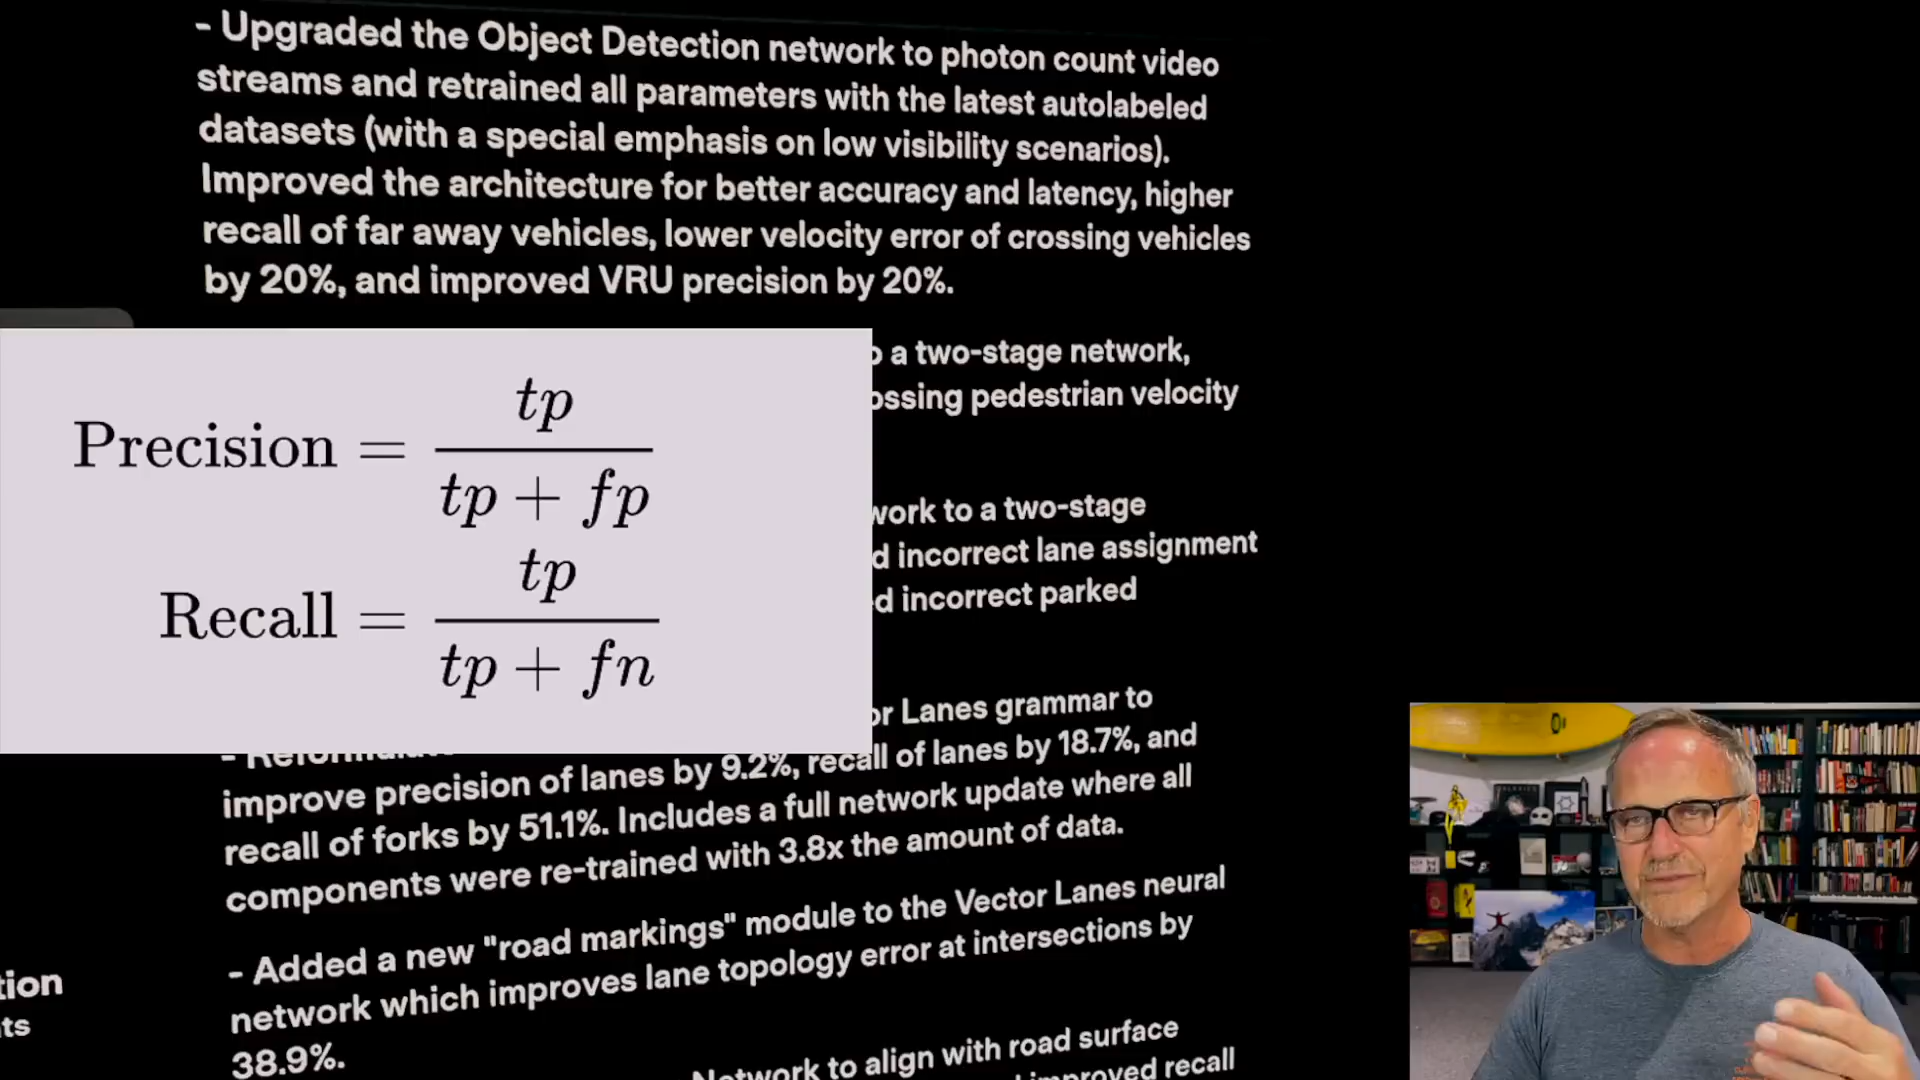 - Upgraded the Object Detection network to photon count video
streams and retrained all parameters with the latest autolabeled
datasets (with a special emphasis on low visibility scenarios).
Improved the architecture for better accuracy and latency, higher
recall of far away vehicles, lower velocity error of crossing vehicles
by 20%, and improved VRU precision by 20%.
a two-stage network,
ossing pedestrian velocity
work to a two-stage
d incorrect lane assignment
d incorrect parked
Precision = tp / tp + fp
Recall = tp / tp + fn
or Lanes grammar to
improve precision of lanes by 9.2%, recall of lanes by 18.7%, and
recall of forks by 51.1%. Includes a full network update where all
components were re-trained with 3.8x the amount of data.
- Added a new "road markings" module to the Vector Lanes neural
network which improves lane topology error at intersections by
38.9%.
Network to align with road surface
improved recall
tion
ts